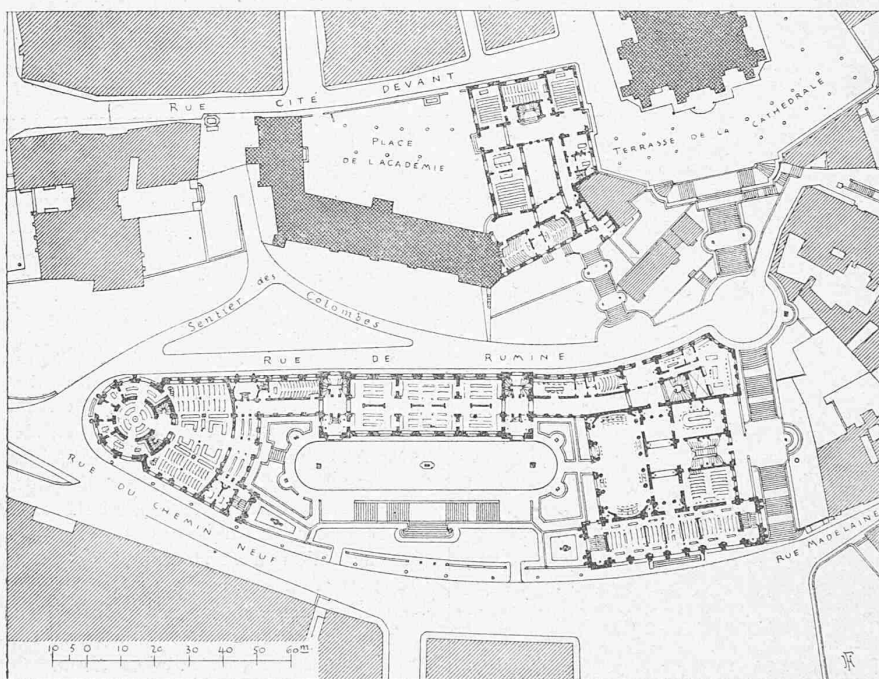 RUE CITÉ DEVANT
PLACE
DE L'ACADÉMIE
TERRASSE DE LA CATHÉDRALE
Sentier des
Colombes
RUE DE RUMINE
RUE DU CHEMIN NEUF
RUE MADELAINE
10 5 0 10 20 30 40 50 60m